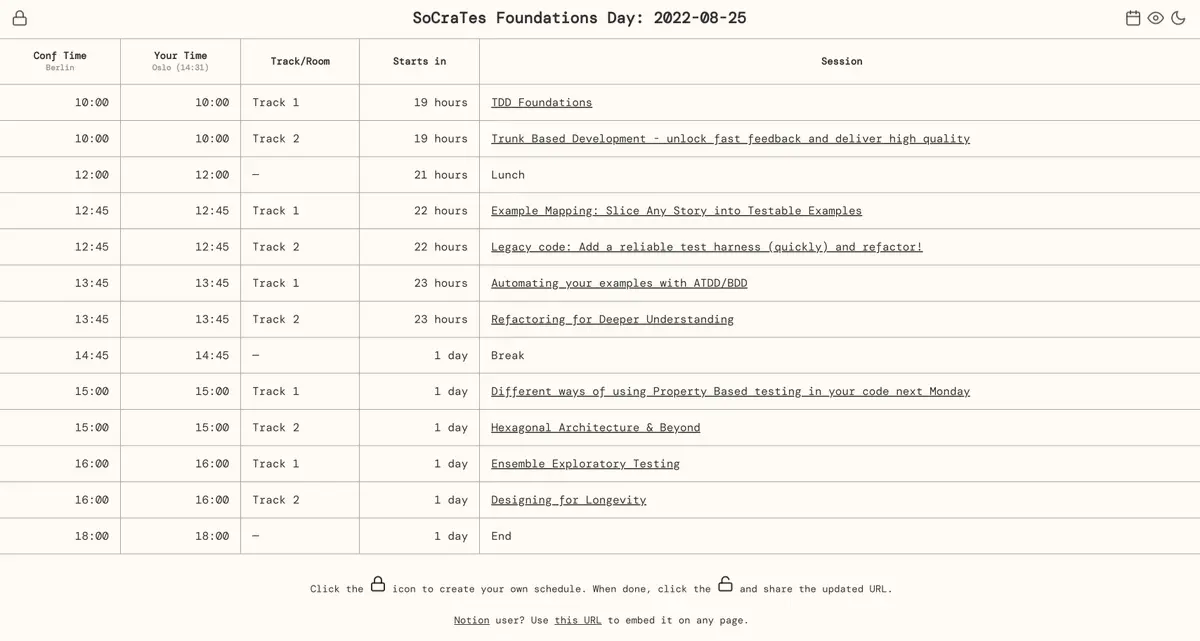 SoCraTes Foundations Day: 2022-08-25
Conf Time Your Time Track/Room Starts in Session
Berlin Oslo (14:31)
10:00 10:00 Track 1 19 hours TDD Foundations
10:00 10:00 Track 2 19 hours Trunk Based Development - unlock fast feedback and deliver high quality
12:00 12:00 — 21 hours Lunch
12:45 12:45 Track 1 22 hours Example Mapping: Slice Any Story into Testable Examples
12:45 12:45 Track 2 22 hours Legacy code: Add a reliable test harness (quickly) and refactor!
13:45 13:45 Track 1 23 hours Automating your examples with ATDD/BDD
13:45 13:45 Track 2 23 hours Refactoring for Deeper Understanding
14:45 14:45 — 1 day Break
15:00 15:00 Track 1 1 day Different ways of using Property Based testing in your code next Monday
15:00 15:00 Track 2 1 day Hexagonal Architecture & Beyond
16:00 16:00 Track 1 1 day Ensemble Exploratory Testing
16:00 16:00 Track 2 1 day Designing for Longevity
18:00 18:00 — 1 day End
Click the icon to create your own schedule. When done, click the and share the updated URL.
Notion user? Use this URL to embed it on any page.